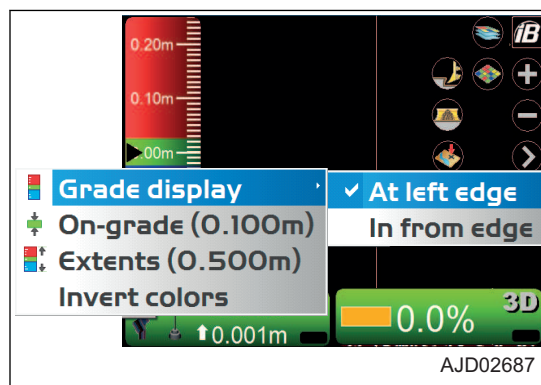 0.20m
iB
0.10m
.00m
Grade display
At left edge
On-grade (0.100m)
In from edge
Extents (0.500m)
Invert colors
0.001m
0.0%
3D
AJD02687